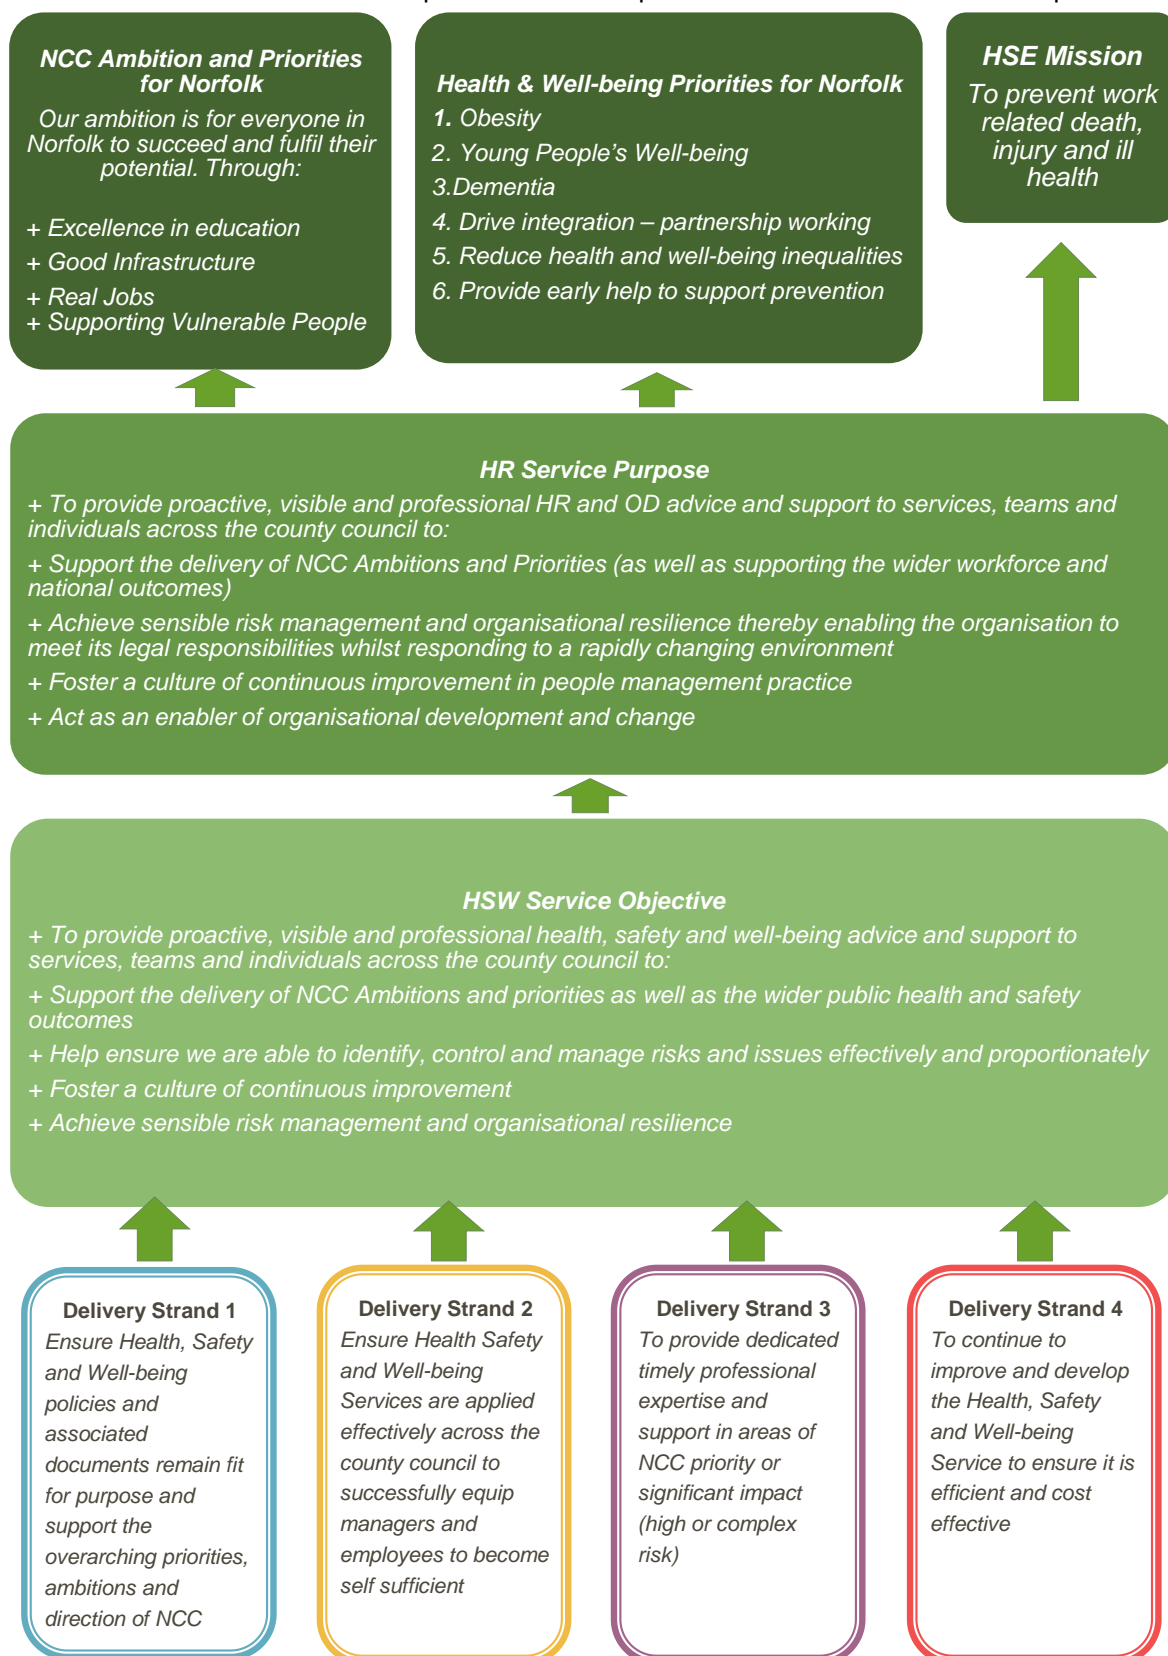 NCC Ambition and Priorities
for Norfolk
Our ambition is for everyone in
Norfolk to succeed and fulfil their
potential. Through:
+ Excellence in education
+ Good Infrastructure
+ Real Jobs
+ Supporting Vulnerable People
Health & Well-being Priorities for Norfolk
1. Obesity
2. Young People's Well-being
3.Dementia
4. Drive integration – partnership working
5. Reduce health and well-being inequalities
6. Provide early help to support prevention
HSE Mission
To prevent work
related death,
injury and ill
health
HR Service Purpose
+ To provide proactive, visible and professional HR and OD advice and support to services, teams and
individuals across the county council to:
+ Support the delivery of NCC Ambitions and Priorities (as well as supporting the wider workforce and
national outcomes)
+ Achieve sensible risk management and organisational resilience thereby enabling the organisation to
meet its legal responsibilities whilst responding to a rapidly changing environment
+ Foster a culture of continuous improvement in people management practice
+ Act as an enabler of organisational development and change
HSW Service Objective
+ To provide proactive, visible and professional health, safety and well-being advice and support to
services, teams and individuals across the county council to:
+ Support the delivery of NCC Ambitions and priorities as well as the wider public health and safety
outcomes
+ Help ensure we are able to identify, control and manage risks and issues effectively and proportionately
+ Foster a culture of continuous improvement
+ Achieve sensible risk management and organisational resilience
Delivery Strand 1
Ensure Health, Safety
and Well-being
policies and
associated
documents remain fit
for purpose and
support the
overarching priorities,
ambitions and
direction of NCC
Delivery Strand 2
Ensure Health Safety
and Well-being
Services are applied
effectively across the
county council to
successfully equip
managers and
employees to become
self sufficient
Delivery Strand 3
To provide dedicated
timely professional
expertise and
support in areas of
NCC priority or
significant impact
(high or complex
risk)
Delivery Strand 4
To continue to
improve and develop
the Health, Safety
and Well-being
Service to ensure it is
efficient and cost
effective